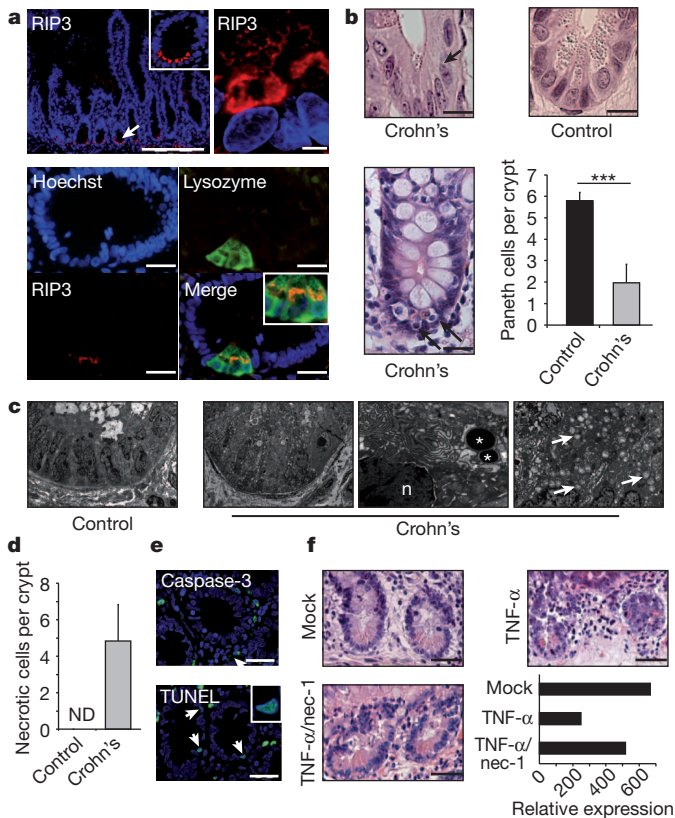 a
RIP3
RIP3
Hoechst
Lysozyme
RIP3
Merge
b
Crohn's
Control
Crohn's
Paneth cells per crypt
7
6
5
4
3
2
1
0
***
Control
Crohn's
c
Control
n
*
*
Crohn's
d
Necrotic cells per crypt
8
6
4
2
0
ND
Control
Crohn's
e
Caspase-3
TUNEL
f
Mock
TNF-α
TNF-α/nec-1
Mock
TNF-α
TNF-α/
nec-1
0
200
400
600
Relative expression